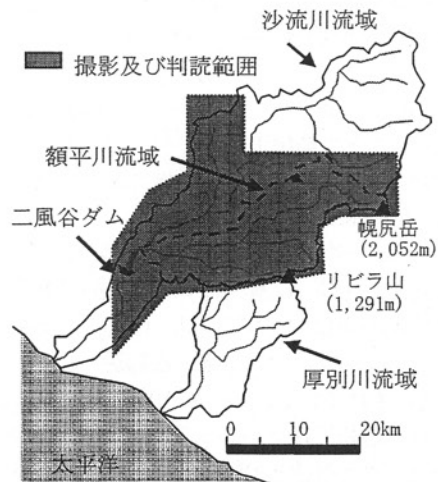 沙流川流域
撮影及び判読範囲
額平川流域
二風谷ダム
幌尻岳
(2,052m)
リビラ山
(1,291m)
厚別川流域
0 10 20km
太平洋